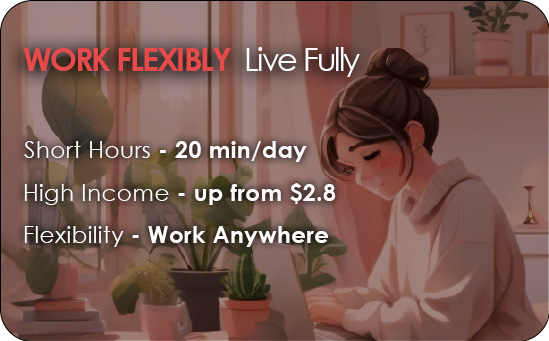 WORK FLEXIBLY Live Fully
Short Hours - 20 min/day
High Income - up from $2.8
Flexibility - Work Anywhere